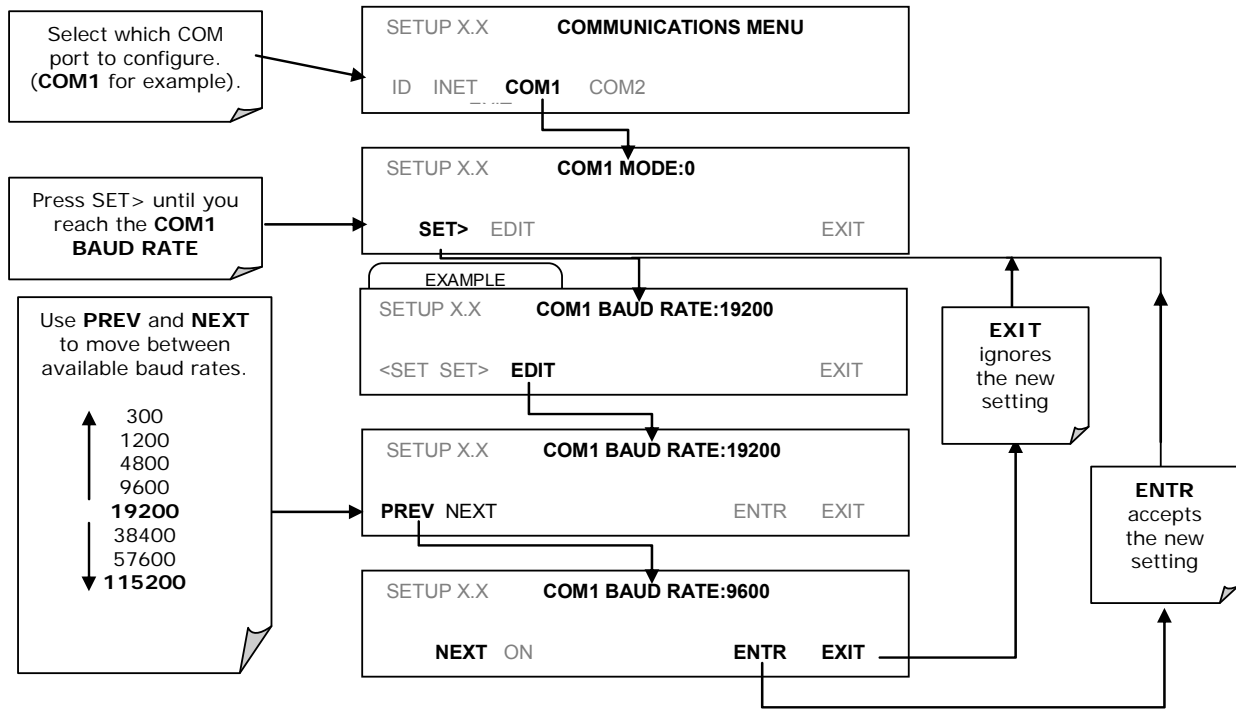 Select which COM
port to configure.
(COM1 for example).
SETUP X.X COMMUNICATIONS MENU
ID INET COM1 COM2
Press SET> until you
reach the COM1
BAUD RATE
SETUP X.X COM1 MODE:0
SET> EDIT EXIT
EXAMPLE
SETUP X.X COM1 BAUD RATE:19200
<SET SET> EDIT EXIT
Use PREV and NEXT
to move between
available baud rates.
300
1200
4800
9600
19200
38400
57600
115200
SETUP X.X COM1 BAUD RATE:19200
PREV NEXT ENTR EXIT
SETUP X.X COM1 BAUD RATE:9600
NEXT ON ENTR EXIT
EXIT
ignores
the new
setting
ENTR
accepts
the new
setting